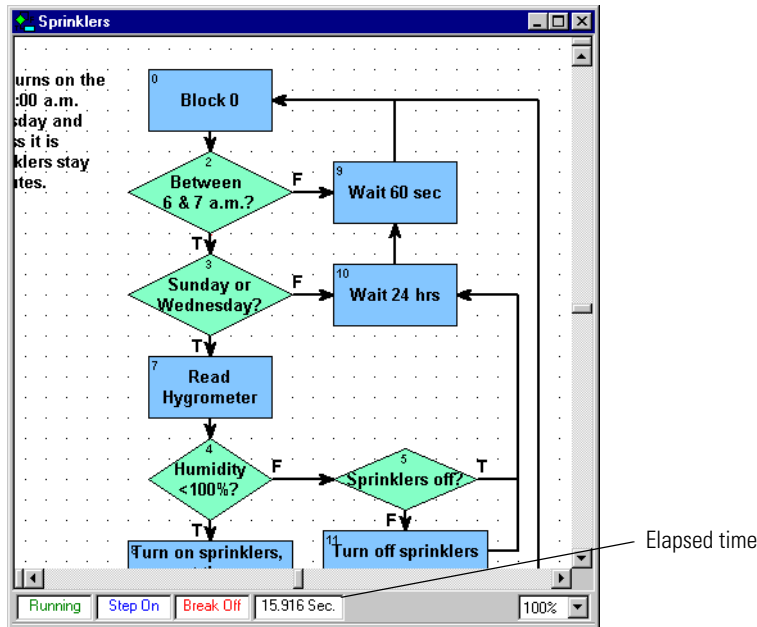 Sprinklers
urns on the
:00 a.m.
sday and
ss it is
klers stay
utes.
0
Block 0
2
Between
6 & 7 a.m.?
F
9
Wait 60 sec
T
3
Sunday or
Wednesday?
F
10
Wait 24 hrs
T
7
Read
Hygrometer
4
Humidity
<100%?
F
5
Sprinklers off?
T
T
F
Turn on sprinklers,
11
Turn off sprinklers
Elapsed time
Running
Step On
Break Off
15.916 Sec.
100%